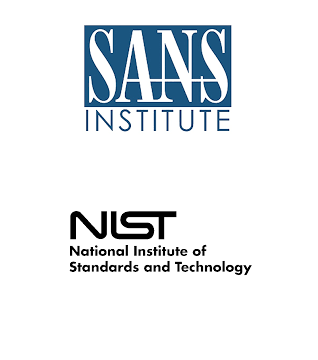 SANS
INSTITUTE
NIST
National Institute of
Standards and Technology